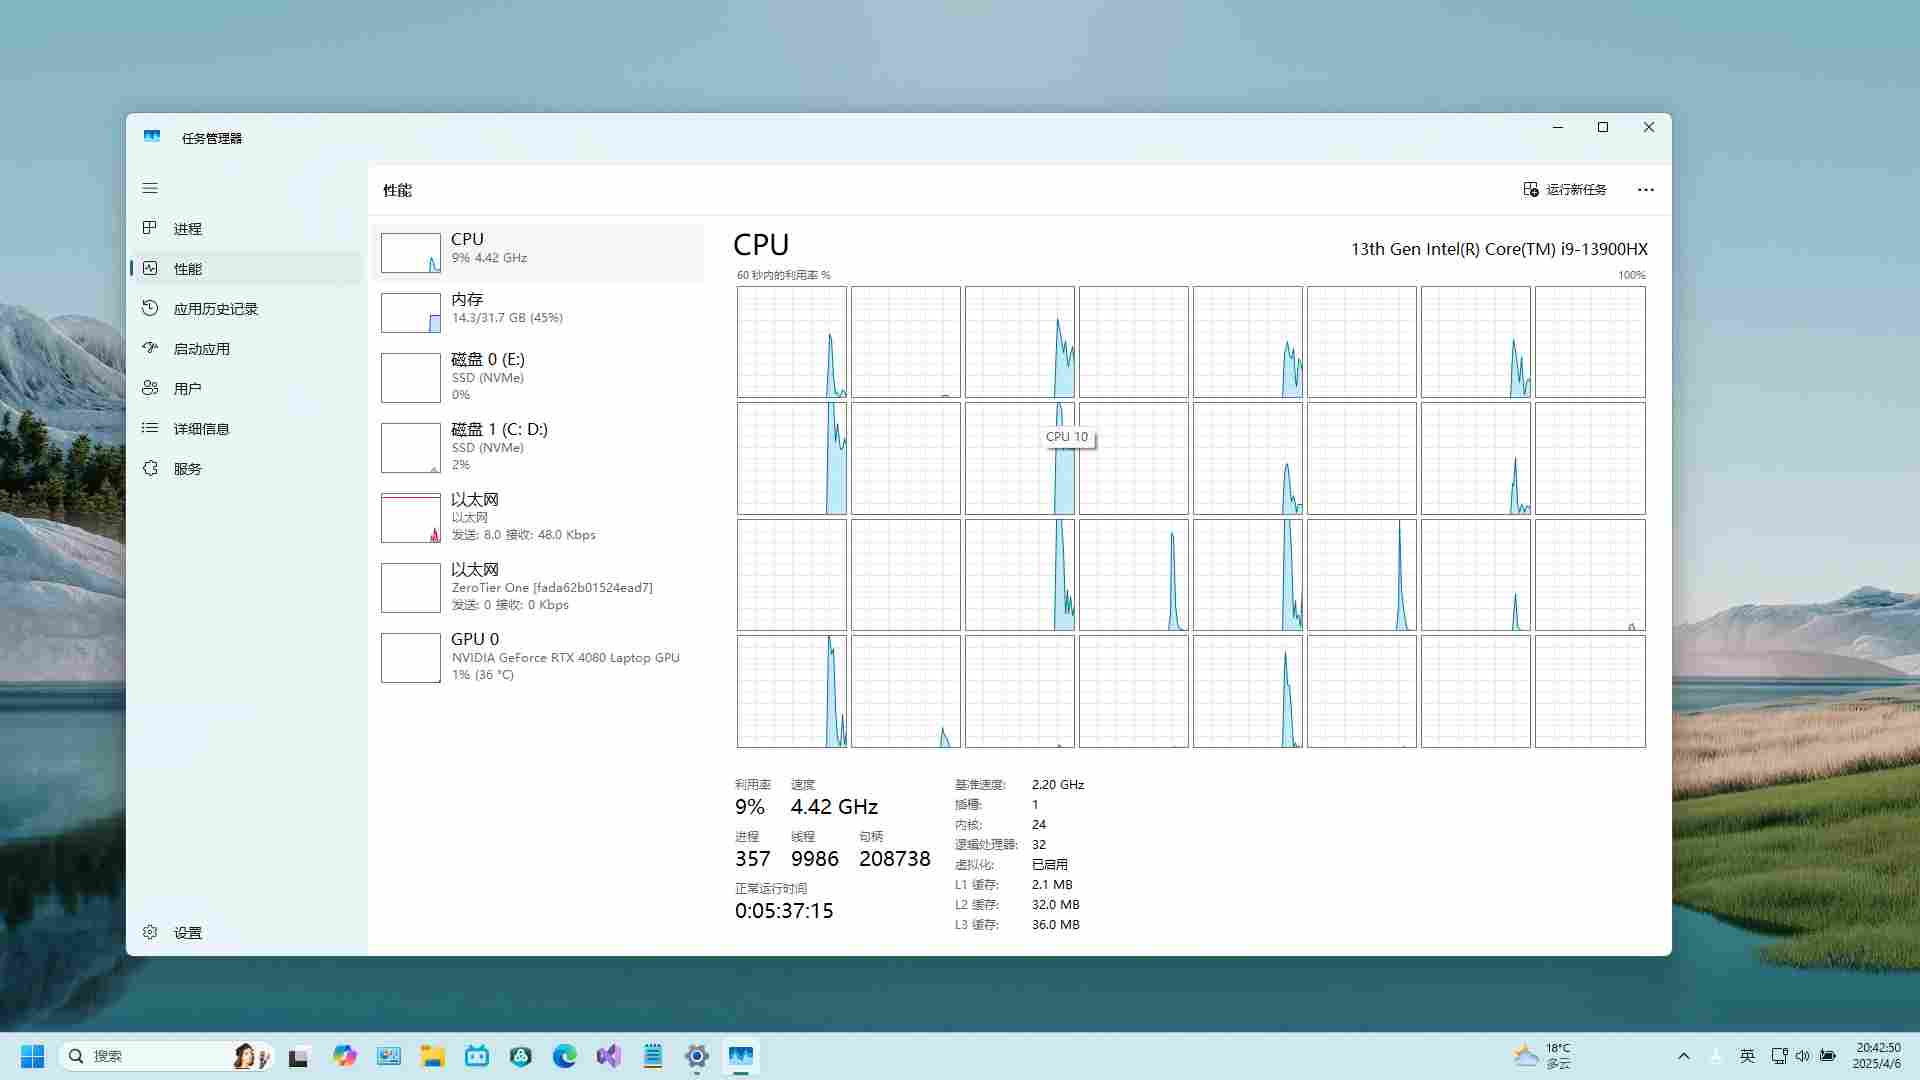 任务管理器
进程
性能
应用历史记录
启动应用
用户
详细信息
服务
设置
性能
运行新任务
CPU
9% 4.42 GHz
内存
14.3/31.7 GB (45%)
磁盘 0 (E:)
SSD (NVMe)
0%
磁盘 1 (C: D:)
SSD (NVMe)
2%
以太网
以太网
发送: 8.0 接收: 48.0 Kbps
以太网
ZeroTier One [fada62b01524ead7]
发送: 0 接收: 0 Kbps
GPU 0
NVIDIA GeForce RTX 4080 Laptop GPU
1% (36 °C)
CPU
13th Gen Intel(R) Core(TM) i9-13900HX
60 秒内的利用率 %
100%
CPU 10
利用率
速度
9%
4.42 GHz
进程
线程
句柄
357
9986
208738
正常运行时间
0:05:37:15
基准速度: 2.20 GHz
插槽: 1
内核: 24
逻辑处理器: 32
虚拟化: 已启用
L1 缓存: 2.1 MB
L2 缓存: 32.0 MB
L3 缓存: 36.0 MB
搜索
18°C
多云
英
20:42:50
2025/4/6